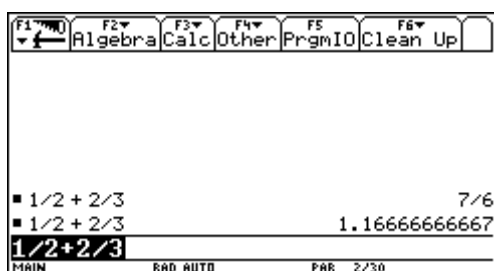 F1 F2 F3 F4 F5 F6
Algebra Calc Other PrgmIO Clean Up
1/2 + 2/3 7/6
1/2 + 2/3 1.16666666667
1/2+2/3
MAIN RAD AUTO PAR 2/30